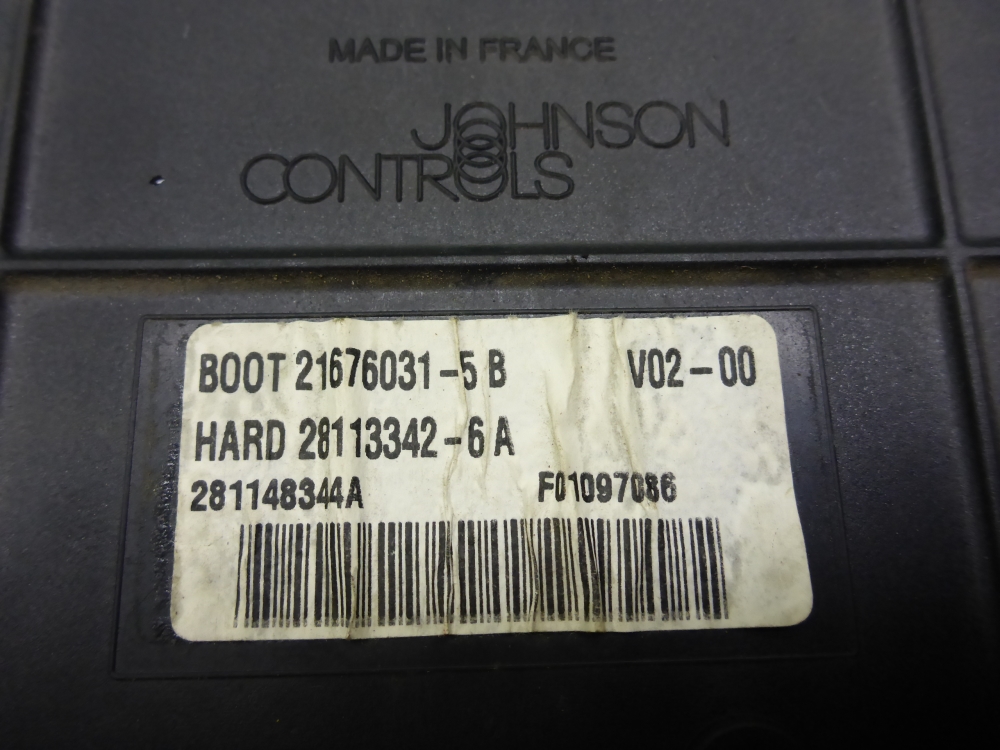 MADE IN FRANCE
JOHNSON
CONTROLS
BOOT 21676031-5 B V02-00
HARD 28113342-6 A
281148344A F01097086